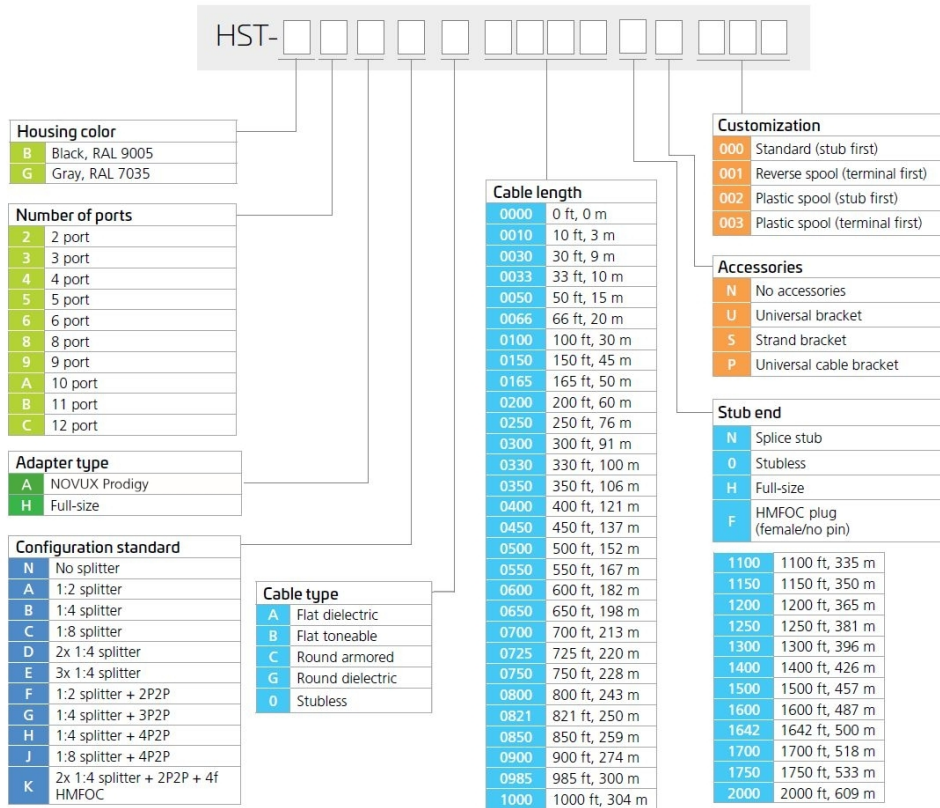 HST-
Housing color
B Black, RAL 9005
G Gray, RAL 7035
Number of ports
2 2 port
3 3 port
4 4 port
5 5 port
6 6 port
8 8 port
9 9 port
A 10 port
B 11 port
C 12 port
Adapter type
A NOVUX Prodigy
H Full-size
Configuration standard
N No splitter
A 1:2 splitter
B 1:4 splitter
C 1:8 splitter
D 2x 1:4 splitter
E 3x 1:4 splitter
F 1:2 splitter + 2P2P
G 1:4 splitter + 3P2P
H 1:4 splitter + 4P2P
J 1:8 splitter + 4P2P
K 2x 1:4 splitter + 2P2P + 4f
HMFOC
Cable type
A Flat dielectric
B Flat toneable
C Round armored
G Round dielectric
0 Stubless
Cable length
0000 0 ft, 0 m
0010 10 ft, 3 m
0030 30 ft, 9 m
0033 33 ft, 10 m
0050 50 ft, 15 m
0066 66 ft, 20 m
0100 100 ft, 30 m
0150 150 ft, 45 m
0165 165 ft, 50 m
0200 200 ft, 60 m
0250 250 ft, 76 m
0300 300 ft, 91 m
0330 330 ft, 100 m
0350 350 ft, 106 m
0400 400 ft, 121 m
0450 450 ft, 137 m
0500 500 ft, 152 m
0550 550 ft, 167 m
0600 600 ft, 182 m
0650 650 ft, 198 m
0700 700 ft, 213 m
0725 725 ft, 220 m
0750 750 ft, 228 m
0800 800 ft, 243 m
0821 821 ft, 250 m
0850 850 ft, 259 m
0900 900 ft, 274 m
0985 985 ft, 300 m
1000 1000 ft, 304 m
1100 1100 ft, 335 m
1150 1150 ft, 350 m
1200 1200 ft, 365 m
1250 1250 ft, 381 m
1300 1300 ft, 396 m
1400 1400 ft, 426 m
1500 1500 ft, 457 m
1600 1600 ft, 487 m
1642 1642 ft, 500 m
1700 1700 ft, 518 m
1750 1750 ft, 533 m
2000 2000 ft, 609 m
Customization
000 Standard (stub first)
001 Reverse spool (terminal first)
002 Plastic spool (stub first)
003 Plastic spool (terminal first)
Accessories
N No accessories
U Universal bracket
S Strand bracket
P Universal cable bracket
Stub end
N Splice stub
0 Stubless
H Full-size
F HMFOC plug
(female/no pin)